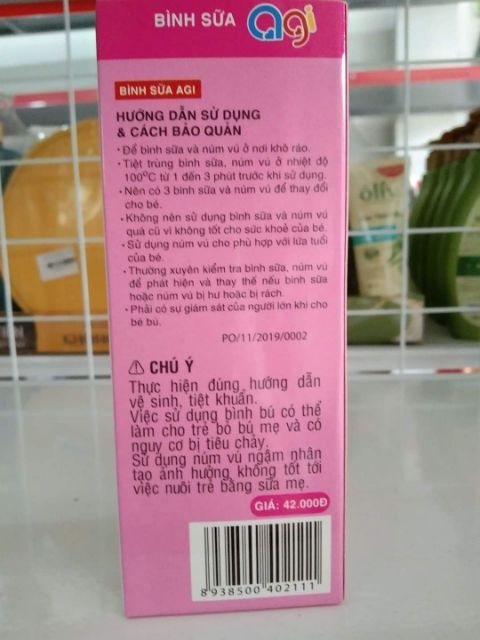 BÌNH SỮA agi
BÌNH SỮA AGI
HƯỚNG DẪN SỬ DỤNG
& CÁCH BẢO QUẢN
• Để bình sữa và núm vú ở nơi khô ráo.
• Tiệt trùng bình sữa, núm vú ở nhiệt độ
100⁰C từ 1 đến 3 phút trước khi sử dụng.
• Nên có 3 bình sữa và núm vú để thay đổi
cho bé.
• Không nên sử dụng bình sữa và núm vú
quá cũ vì không tốt cho sức khoẻ của bé.
• Sử dụng núm vú cho phù hợp với lứa tuổi
của bé.
• Thường xuyên kiểm tra bình sữa, núm vú
để phát hiện và thay thế nếu bình sữa
hoặc núm vú bị hư hoặc bị rách.
• Phải có sự giám sát của người lớn khi cho
bé bú.
PO/11/2019/0002
⚠ CHÚ Ý
Thực hiện đúng hướng dẫn
vệ sinh, tiệt khuẩn.
Việc sử dụng bình bú có thể
làm cho trẻ bỏ bú mẹ và có
nguy cơ bị tiêu chảy.
Sử dụng núm vú ngậm nhân
tạo ảnh hưởng không tốt tới
việc nuôi trẻ bằng sữa mẹ.
GIÁ: 42.000Đ
8 938500 402111